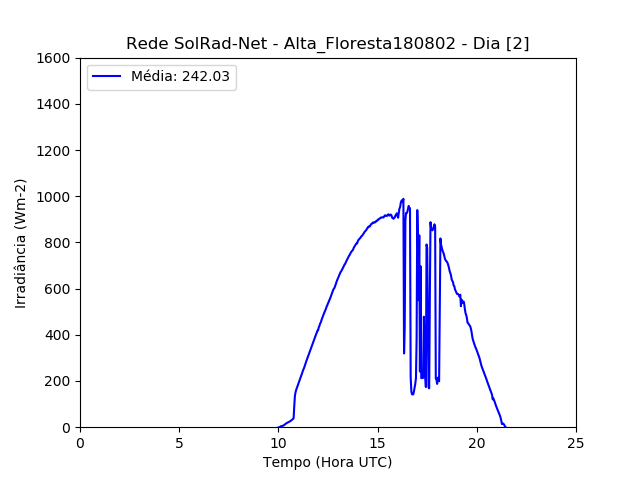 Rede SolRad-Net - Alta_Floresta180802 - Dia [2]
Média: 242.03
1600
1400
1200
1000
800
600
400
200
0
Irradiância (Wm-2)
0 5 10 15 20 25
Tempo (Hora UTC)